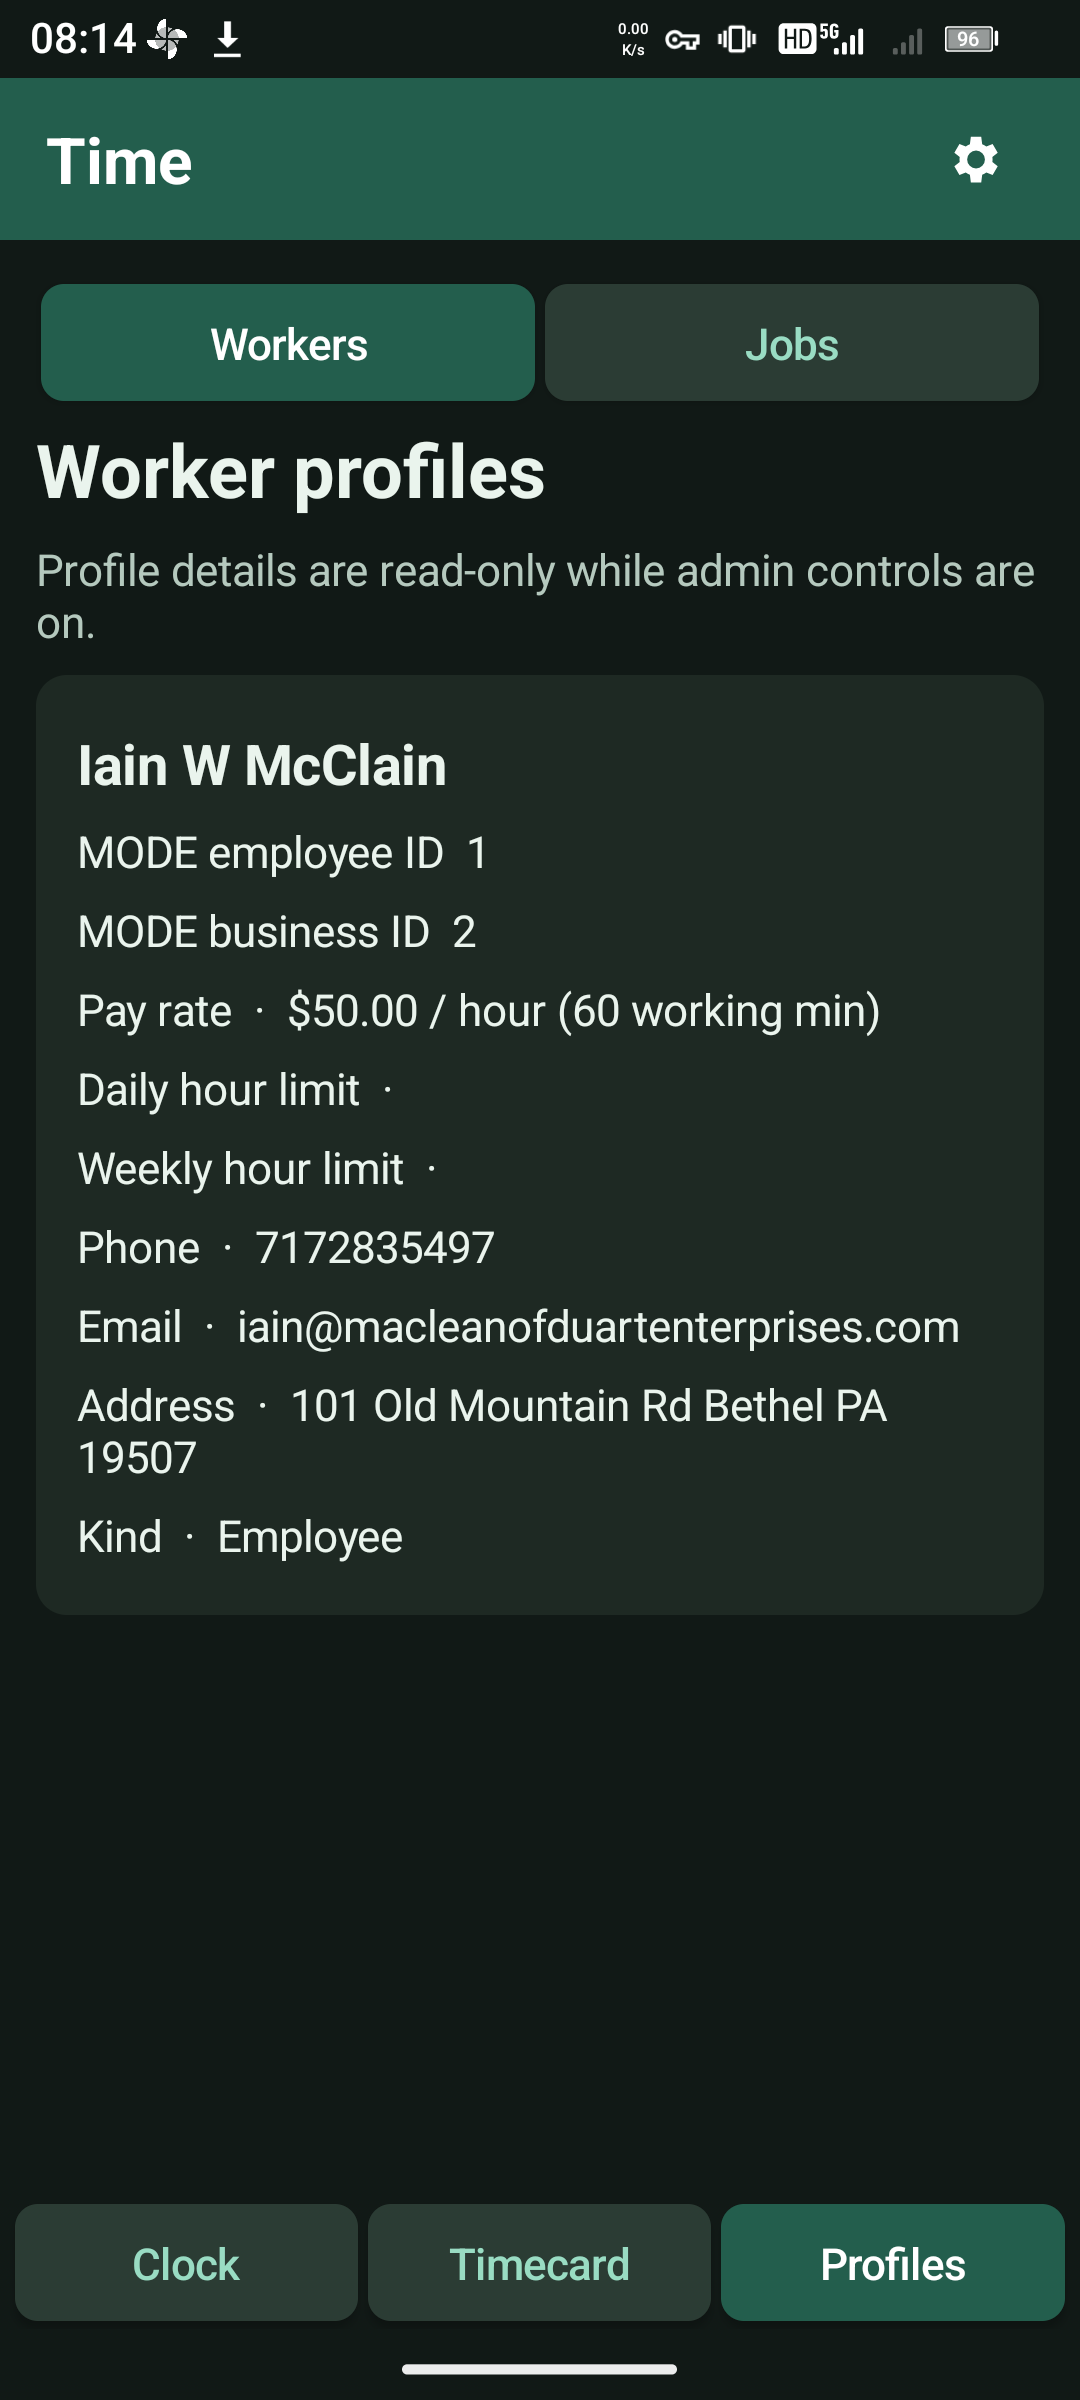 08:14
0.00
K/s
HD 5G
96
Time
Workers
Jobs
Worker profiles
Profile details are read-only while admin controls are
on.
Iain W McClain
MODE employee ID 1
MODE business ID 2
Pay rate · $50.00 / hour (60 working min)
Daily hour limit ·
Weekly hour limit ·
Phone · 7172835497
Email · iain@macleanofduartenterprises.com
Address · 101 Old Mountain Rd Bethel PA
19507
Kind · Employee
Clock
Timecard
Profiles